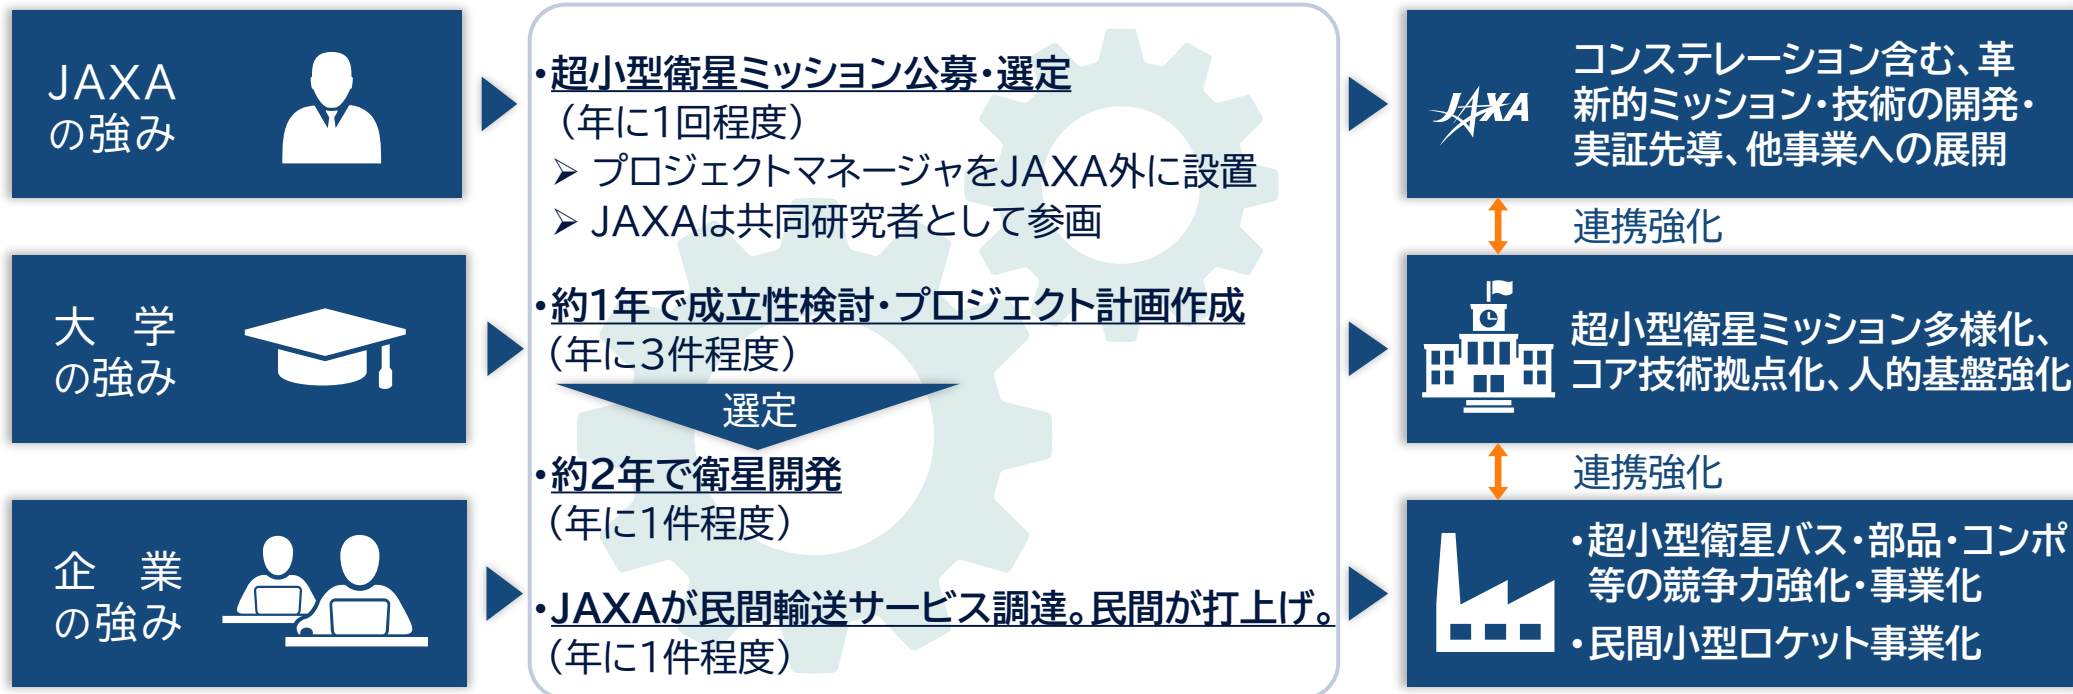 JAXA
の強み
大 学
の強み
企 業
の強み
・超小型衛星ミッション公募・選定
（年に1回程度）
➢ プロジェクトマネージャをJAXA外に設置
➢ JAXAは共同研究者として参画
・約1年で成立性検討・プロジェクト計画作成
（年に3件程度）
選定
・約2年で衛星開発
（年に1件程度）
・JAXAが民間輸送サービス調達。民間が打上げ。
（年に1件程度）
JAXA
コンステレーション含む、革
新的ミッション・技術の開発・
実証先導、他事業への展開
連携強化
超小型衛星ミッション多様化、
コア技術拠点化、人的基盤強化
連携強化
・超小型衛星バス・部品・コンポ
等の競争力強化・事業化
・民間小型ロケット事業化